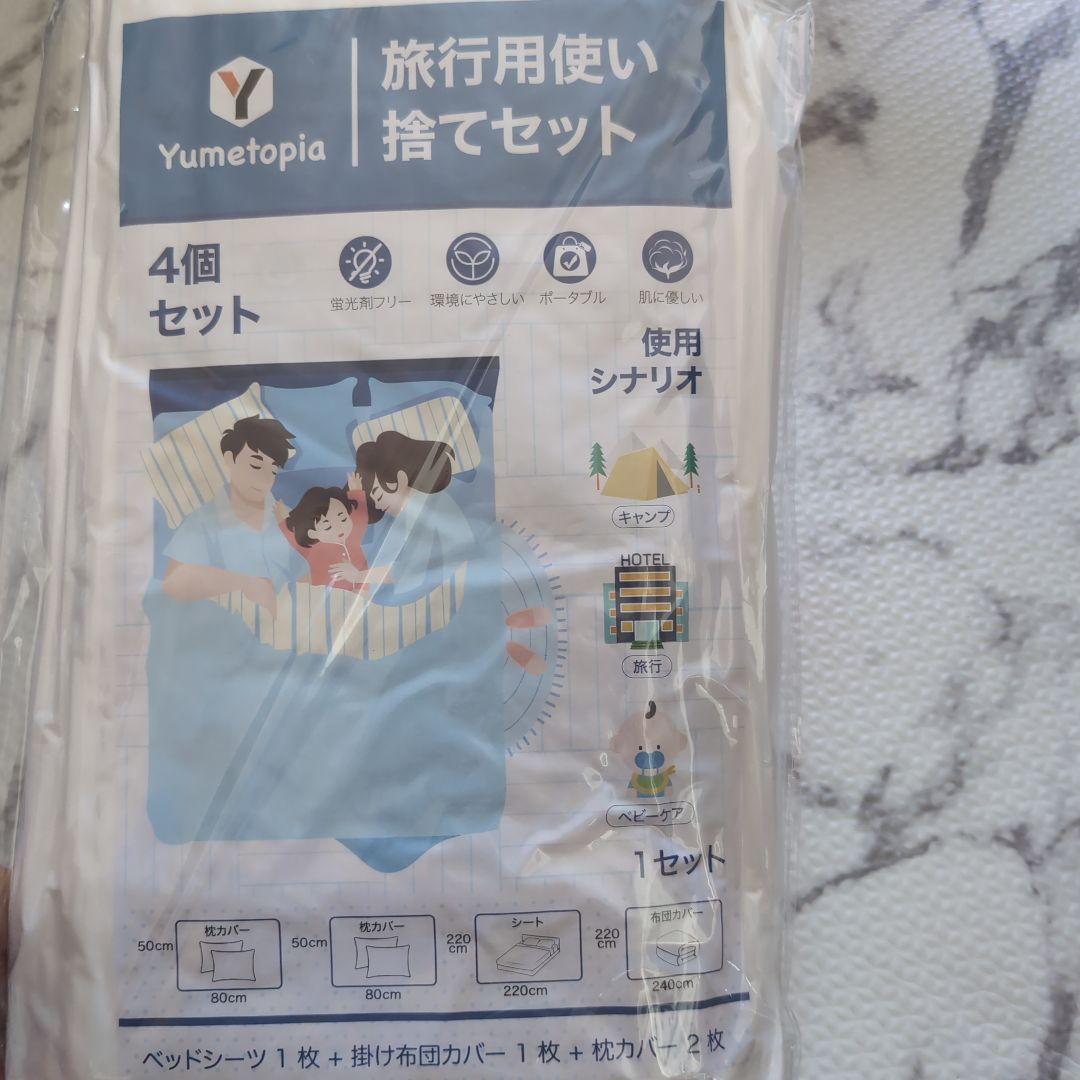 Yumetopia
旅行用使い
捨てセット
4個
セット
蛍光剤フリー
環境にやさしい
ポータブル
肌に優しい
使用
シナリオ
キャンプ
HOTEL
旅行
ベビーケア
1セット
枕カバー
50cm
80cm
枕カバー
50cm
80cm
シート
220
cm
220cm
布団カバー
220
cm
240cm
ベッドシーツ 1 枚 + 掛け布団カバー 1 枚 + 枕カバー 2 枚